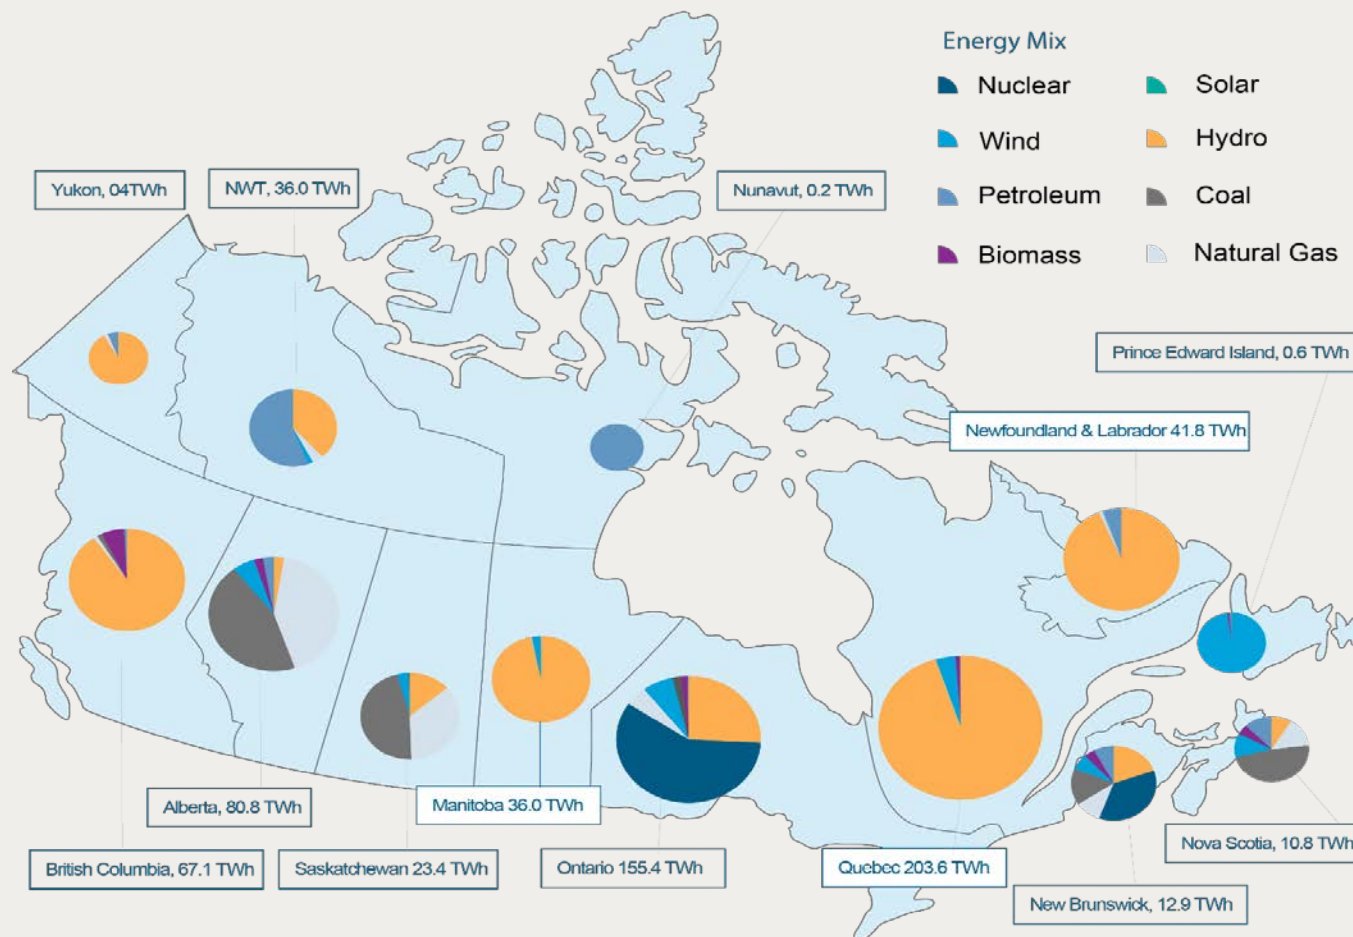 Energy Mix
Nuclear
Solar
Wind
Hydro
Petroleum
Coal
Biomass
Natural Gas
Yukon, 04TWh
NWT, 36.0 TWh
Nunavut, 0.2 TWh
Prince Edward Island, 0.6 TWh
Newfoundland & Labrador 41.8 TWh
Alberta, 80.8 TWh
Manitoba 36.0 TWh
British Columbia, 67.1 TWh
Saskatchewan 23.4 TWh
Ontario 155.4 TWh
Quebec 203.6 TWh
Nova Scotia, 10.8 TWh
New Brunswick, 12.9 TWh